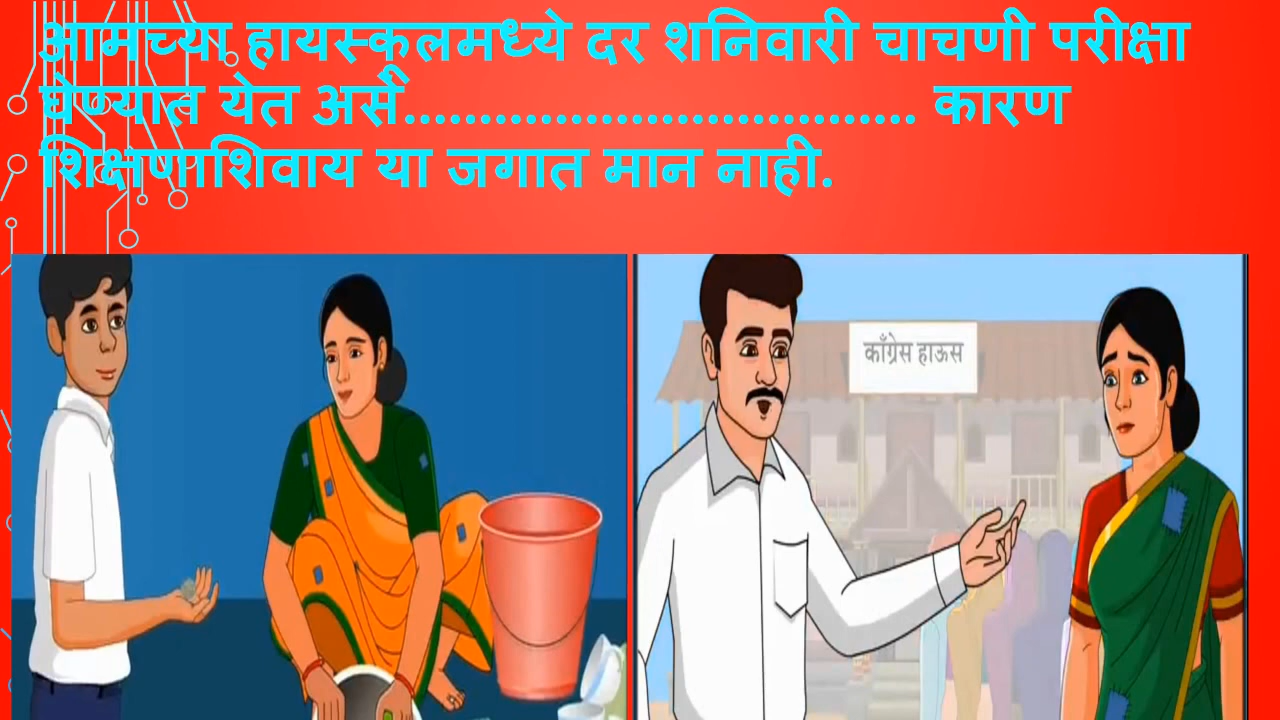 आमच्या हायस्कूलमध्ये दर शनिवारी चाचणी परीक्षा
घेण्यात येत असे.................................. कारण
शिक्षणाशिवाय या जगात मान नाही.
काँग्रेस हाऊस